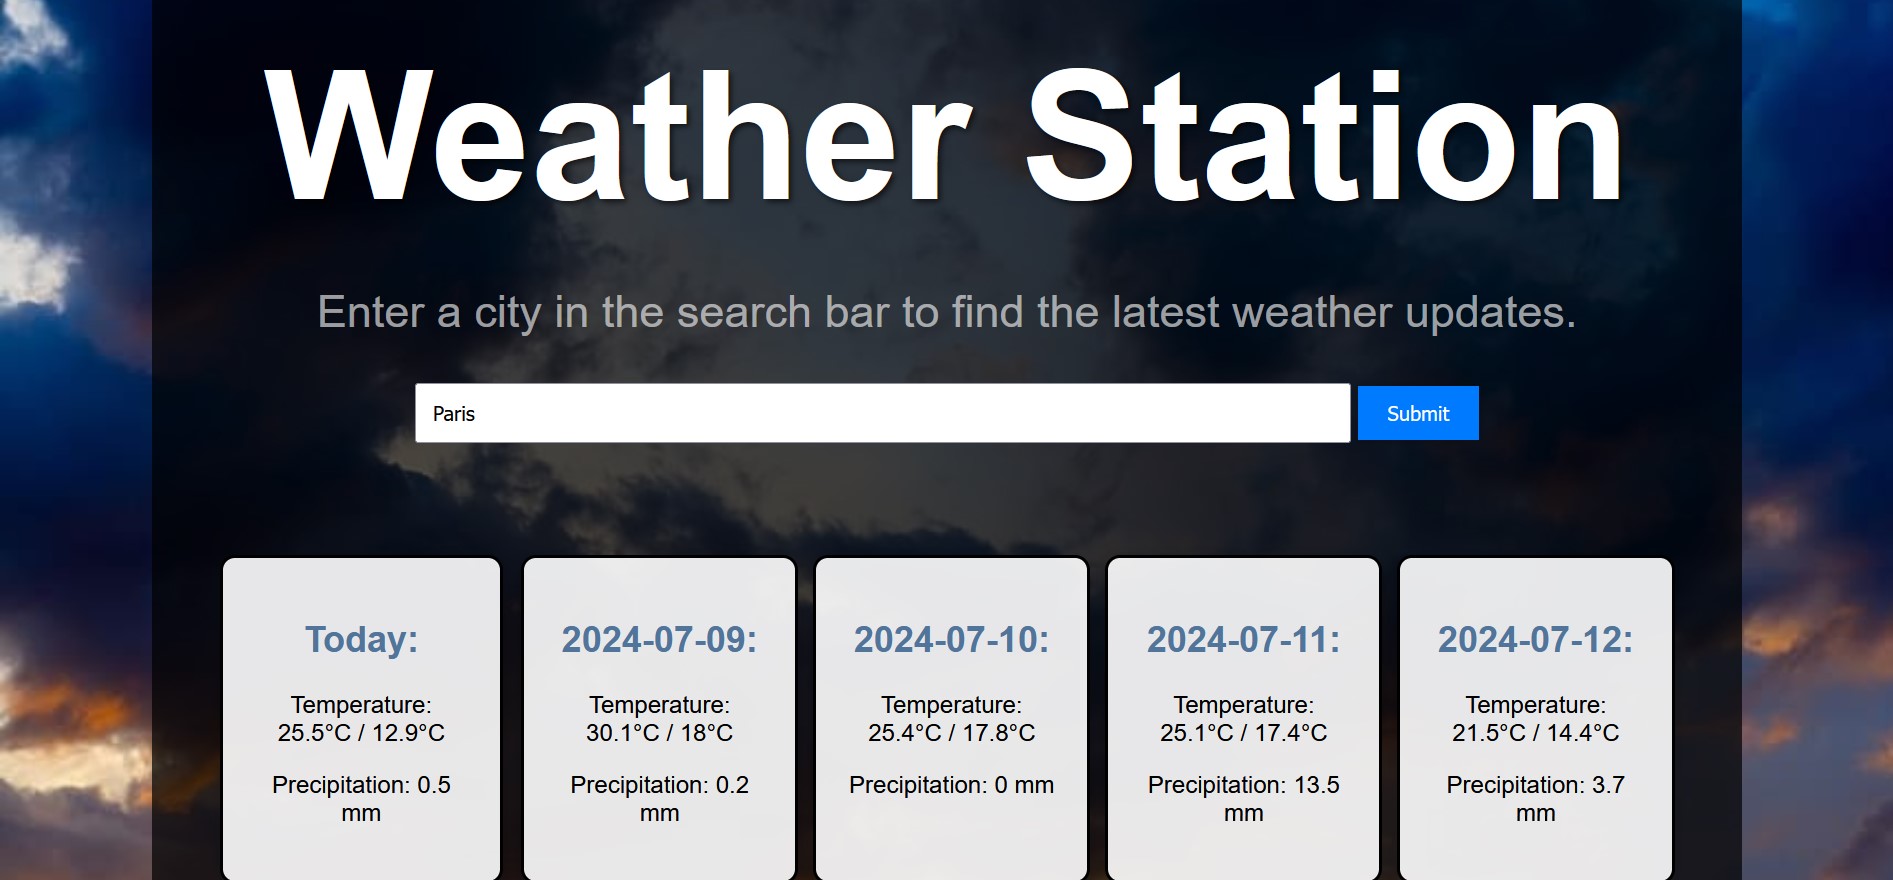 Weather Station
Enter a city in the search bar to find the latest weather updates.
Paris
Submit
Today:
Temperature:
25.5°C / 12.9°C
Precipitation: 0.5
mm
2024-07-09:
Temperature:
30.1°C / 18°C
Precipitation: 0.2
mm
2024-07-10:
Temperature:
25.4°C / 17.8°C
Precipitation: 0 mm
2024-07-11:
Temperature:
25.1°C / 17.4°C
Precipitation: 13.5
mm
2024-07-12:
Temperature:
21.5°C / 14.4°C
Precipitation: 3.7
mm